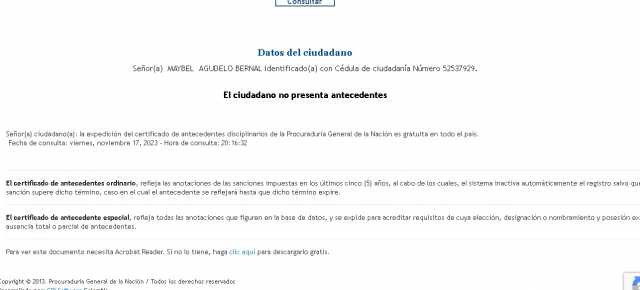 Consultar
Datos del ciudadano
Señor(a) MAYBEL AGUDELO BERNAL identificado(a) con Cédula de ciudadanía Número 52537929.
El ciudadano no presenta antecedentes
Señor(a) ciudadano(a): la expedición del certificado de antecedentes disciplinarios de la Procuraduría General de la Nación es gratuita en todo el país.
Fecha de consulta: viernes, noviembre 17, 2023 - Hora de consulta: 20:16:32
El certificado de antecedentes ordinario, refleja las anotaciones de las sanciones impuestas en los últimos cinco (5) años, al cabo de los cuales, el sistema inactiva automáticamente el registro salvo que
sanción supere dicho término, caso en el cual el antecedente se reflejará hasta que dicho término expire.
El certificado de antecedente especial, refleja todas las anotaciones que figuren en la base de datos, y se expide para acreditar requisitos de cuya elección, designación o nombramiento y posesión ex
ausencia total o parcial de antecedentes.
Para ver este documento necesita Acrobat Reader. Si no lo tiene, haga clic aquí para descargarlo gratis.
Copyright © 2013. Procuraduría General de la Nación / Todos los derechos reservados